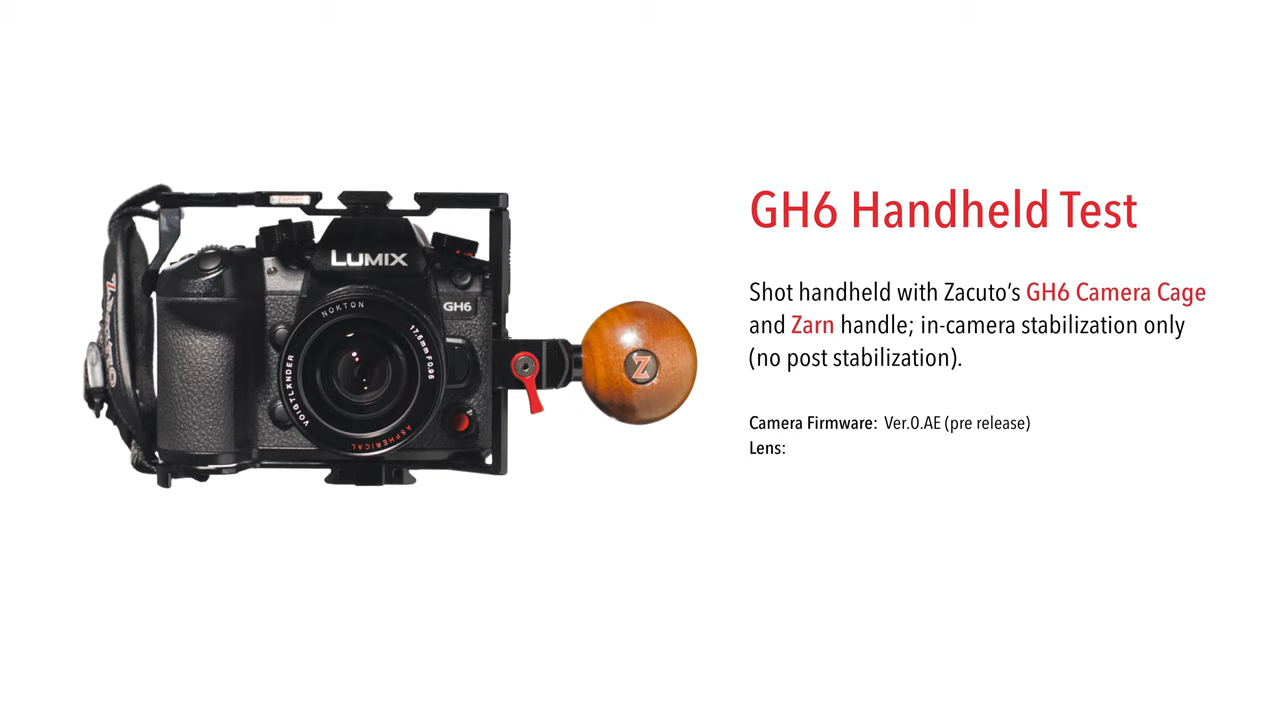 GH6 Handheld Test
Shot handheld with Zacuto's GH6 Camera Cage
and Zarn handle; in-camera stabilization only
(no post stabilization).
Camera Firmware: Ver.0.AE (pre release)
Lens:
LUMIX
GH6
NOKTON
17.5mm F0.95
VOIGTLÄNDER
ASPHERICAL
Z